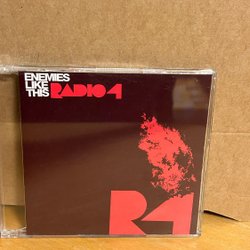 ENEMIES
LIKE
THIS RADIO 4
R4